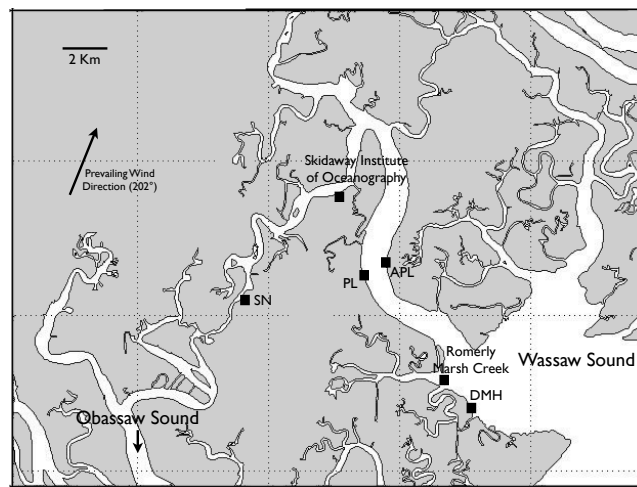 2 Km
Prevailing Wind
Direction (202°)
Skidaway Institute
of Oceanography
PL
APL
SN
Romerly
Marsh Creek
Wassaw Sound
DMH
Obassaw Sound